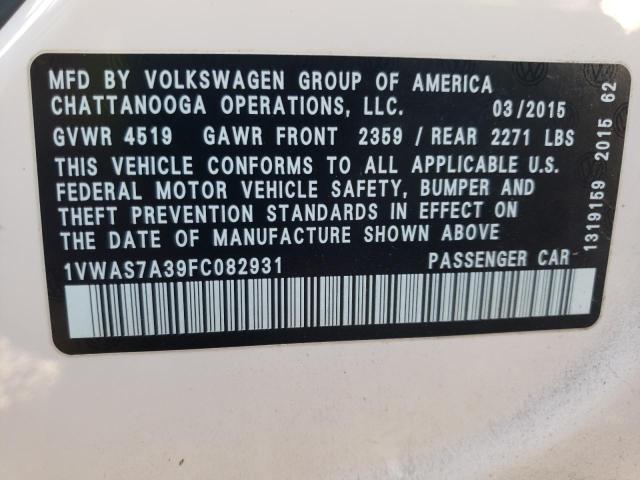 MFD BY VOLKSWAGEN GROUP OF AMERICA
CHATTANOOGA OPERATIONS, LLC. 03/2015
GVWR 4519 GAWR FRONT 2359 / REAR 2271 LBS
THIS VEHICLE CONFORMS TO ALL APPLICABLE U.S.
FEDERAL MOTOR VEHICLE SAFETY, BUMPER AND
THEFT PREVENTION STANDARDS IN EFFECT ON
THE DATE OF MANUFACTURE SHOWN ABOVE
1VWAS7A39FC082931 PASSENGER CAR
1319159 2015 62